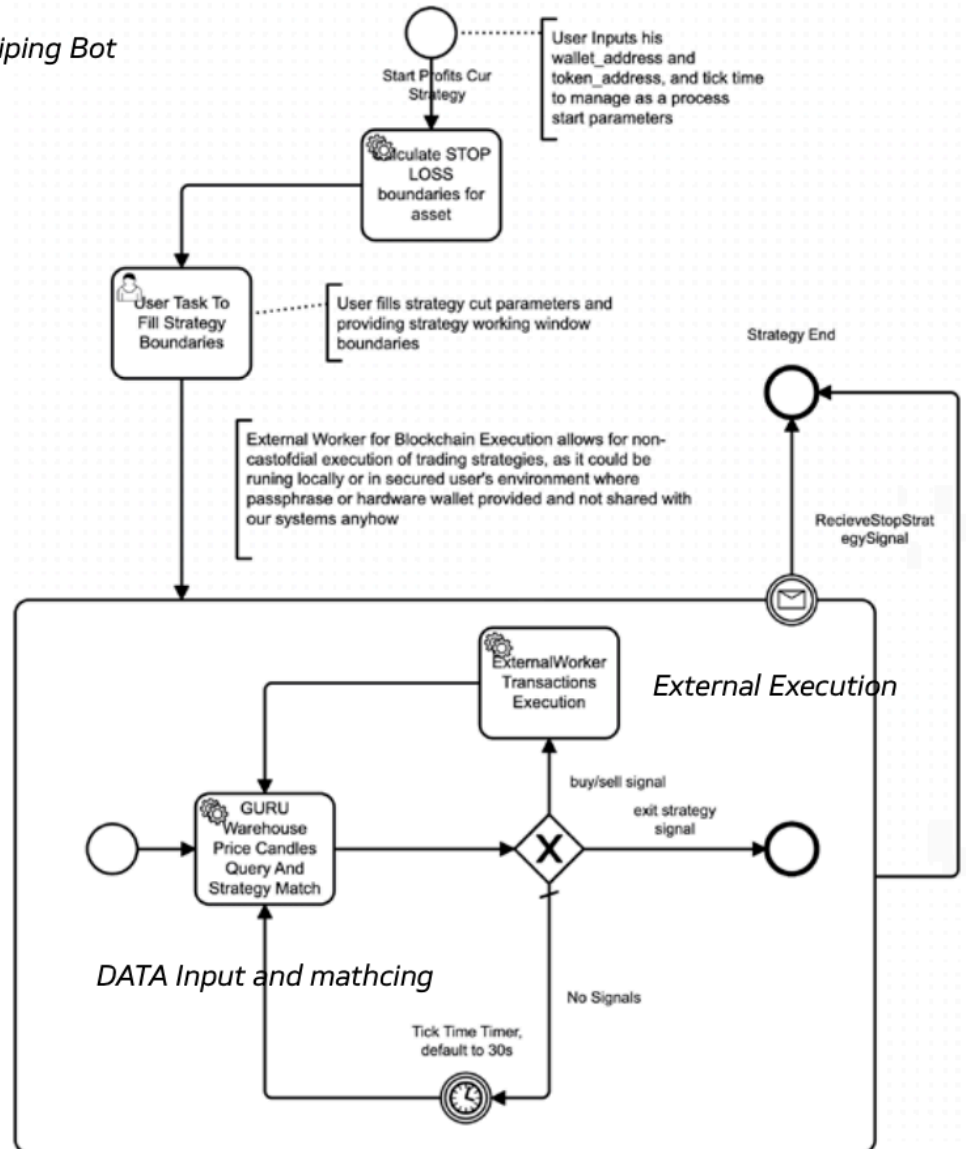 iping Bot
Start Profits Cur
Strategy
User Inputs his
wallet_address and
token_address, and tick time
to manage as a process
start parameters
Calculate STOP
LOSS
boundaries for
asset
User Task To
Fill Strategy
Boundaries
User fills strategy cut parameters and
providing strategy working window
boundaries
Strategy End
External Worker for Blockchain Execution allows for non-
castofdial execution of trading strategies, as it could be
runing locally or in secured user's environment where
passphrase or hardware wallet provided and not shared with
our systems anyhow
RecieveStopStrat
egySignal
ExternalWorker
Transactions
Execution
External Execution
buy/sell signal
exit strategy
signal
GURU
Warehouse
Price Candles
Query And
Strategy Match
DATA Input and mathcing
No Signals
Tick Time Timer,
default to 30s